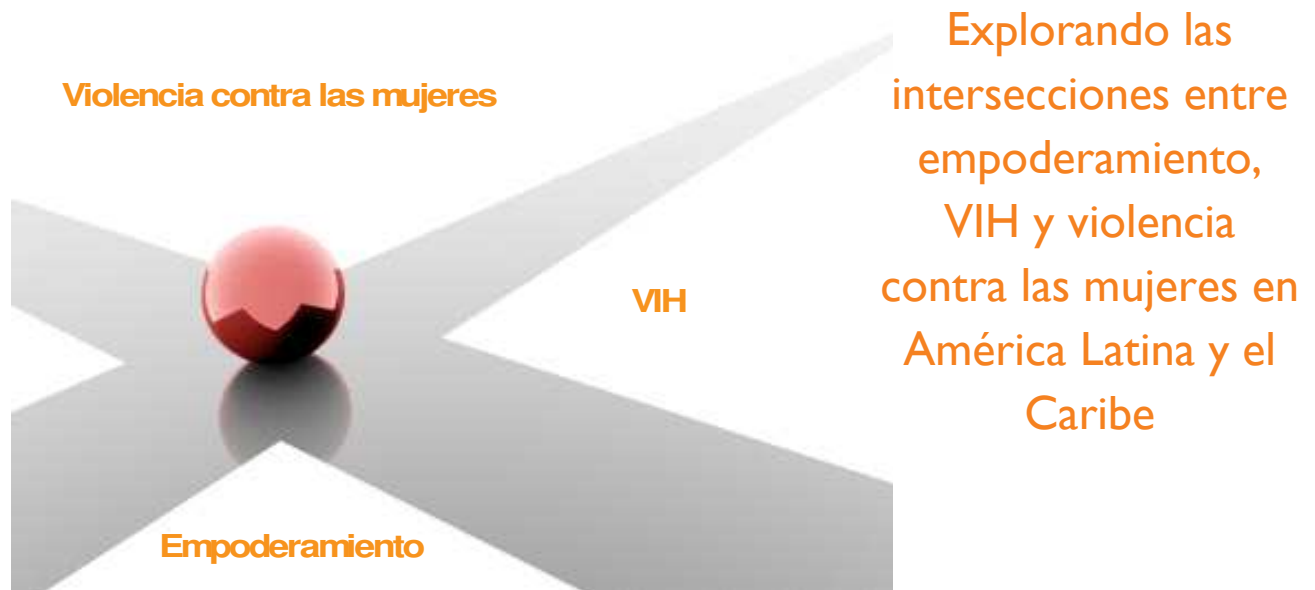 Violencia contra las mujeres
VIH
Empoderamiento
Explorando las
intersecciones entre
empoderamiento,
VIH y violencia
contra las mujeres en
América Latina y el
Caribe